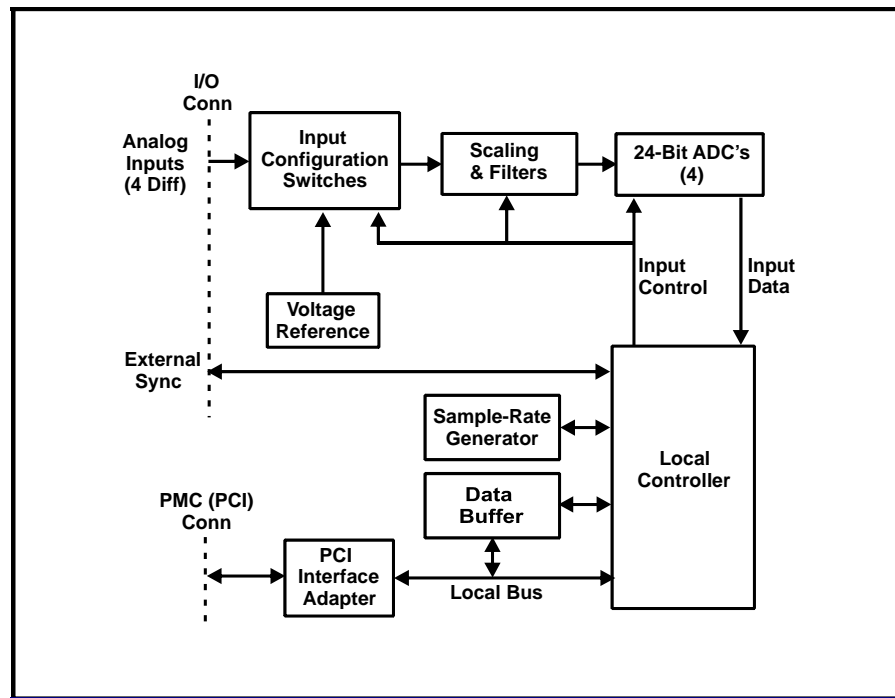 I/O
Conn
Analog
Inputs
(4 Diff)
Input
Configuration
Switches
Scaling
& Filters
24-Bit ADC's
(4)
Input
Control
Input
Data
Voltage
Reference
External
Sync
Sample-Rate
Generator
Local
Controller
Data
Buffer
PMC (PCI)
Conn
PCI
Interface
Adapter
Local Bus